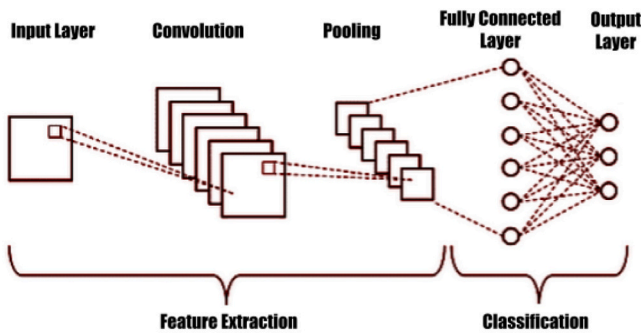 Input Layer
Convolution
Pooling
Fully Connected
Layer
Output
Layer
Feature Extraction
Classification